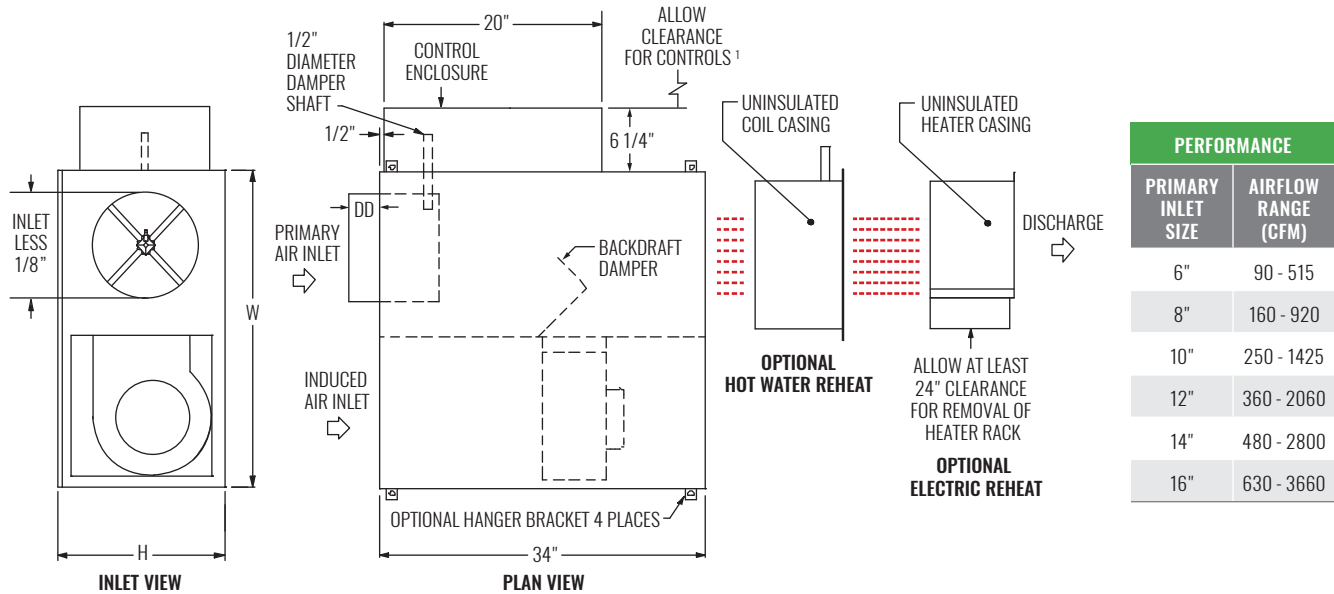 20"
ALLOW
CLEARANCE
FOR CONTROLS ¹
1/2"
DIAMETER
DAMPER
SHAFT
CONTROL
ENCLOSURE
1/2"
6 1/4"
INLET
LESS
1/8”
W
H
INLET VIEW
DD
PRIMARY
AIR INLET
BACKDRAFT
DAMPER
INDUCED
AIR INLET
OPTIONAL HANGER BRACKET 4 PLACES
34"
PLAN VIEW
UNINSULATED
COIL CASING
OPTIONAL
HOT WATER REHEAT
UNINSULATED
HEATER CASING
DISCHARGE
ALLOW AT LEAST
24" CLEARANCE
FOR REMOVAL OF
HEATER RACK
OPTIONAL
ELECTRIC REHEAT
PERFORMANCE
PRIMARY
INLET
SIZE
AIRFLOW
RANGE
(CFM)
6" 90 - 515
8" 160 - 920
10" 250 - 1425
12" 360 - 2060
14" 480 - 2800
16" 630 - 3660